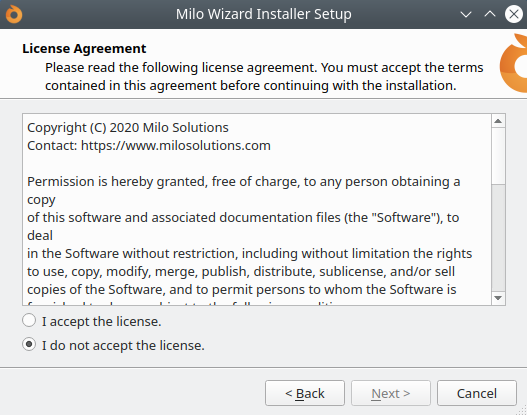 Milo Wizard Installer Setup
License Agreement
Please read the following license agreement. You must accept the terms
contained in this agreement before continuing with the installation.
Copyright (C) 2020 Milo Solutions
Contact: https://www.milosolutions.com
Permission is hereby granted, free of charge, to any person obtaining a
copy
of this software and associated documentation files (the "Software"), to
deal
in the Software without restriction, including without limitation the rights
to use, copy, modify, merge, publish, distribute, sublicense, and/or sell
copies of the Software, and to permit persons to whom the Software is
I accept the license.
I do not accept the license.
< Back
Next >
Cancel